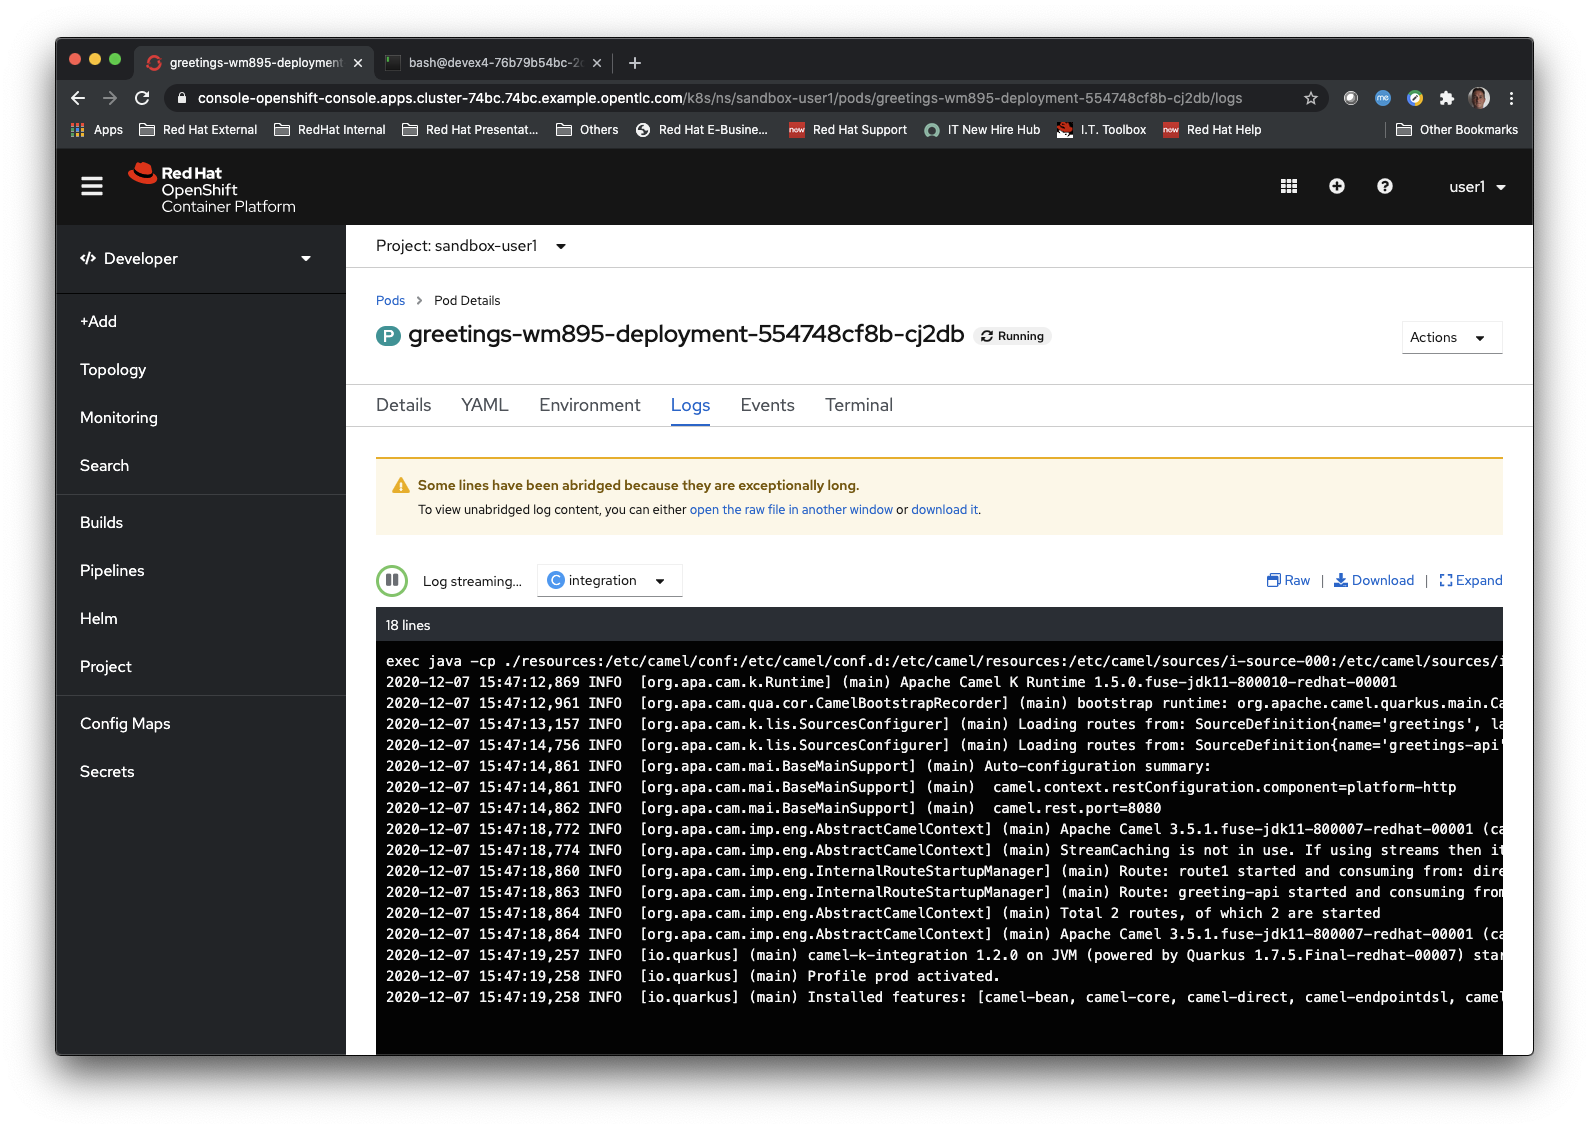 greetings-wm895-deployment
bash@devex4-76b79b54bc-2
console-openshift-console.apps.cluster-74bc.74bc.example.opentlc.com/k8s/ns/sandbox-user1/pods/greetings-wm895-deployment-554748cf8b-cj2db/logs
me
Apps Red Hat External RedHat Internal Red Hat Presentat... Others Red Hat E-Busine... now Red Hat Support IT New Hire Hub I.T. Toolbox now Red Hat Help Other Bookmarks
Red Hat
OpenShift
Container Platform
user1
Developer
+Add
Topology
Monitoring
Search
Builds
Pipelines
Helm
Project
Config Maps
Secrets
Project: sandbox-user1
Pods > Pod Details
P greetings-wm895-deployment-554748cf8b-cj2db Running
Actions
Details YAML Environment Logs Events Terminal
Some lines have been abridged because they are exceptionally long.
To view unabridged log content, you can either open the raw file in another window or download it.
Log streaming... C integration
Raw | Download | Expand
18 lines
exec java -cp ./resources:/etc/camel/conf:/etc/camel/conf.d:/etc/camel/resources:/etc/camel/sources/i-source-000:/etc/camel/sources/i
2020-12-07 15:47:12,869 INFO [org.apa.cam.k.Runtime] (main) Apache Camel K Runtime 1.5.0.fuse-jdk11-800010-redhat-00001
2020-12-07 15:47:12,961 INFO [org.apa.cam.qua.cor.CamelBootstrapRecorder] (main) bootstrap runtime: org.apache.camel.quarkus.main.Ca
2020-12-07 15:47:13,157 INFO [org.apa.cam.k.lis.SourcesConfigurer] (main) Loading routes from: SourceDefinition{name='greetings', la
2020-12-07 15:47:14,756 INFO [org.apa.cam.k.lis.SourcesConfigurer] (main) Loading routes from: SourceDefinition{name='greetings-api'
2020-12-07 15:47:14,861 INFO [org.apa.cam.mai.BaseMainSupport] (main) Auto-configuration summary:
2020-12-07 15:47:14,861 INFO [org.apa.cam.mai.BaseMainSupport] (main) camel.context.restConfiguration.component=platform-http
2020-12-07 15:47:14,862 INFO [org.apa.cam.mai.BaseMainSupport] (main) camel.rest.port=8080
2020-12-07 15:47:18,772 INFO [org.apa.cam.imp.eng.AbstractCamelContext] (main) Apache Camel 3.5.1.fuse-jdk11-800007-redhat-00001 (ca
2020-12-07 15:47:18,774 INFO [org.apa.cam.imp.eng.AbstractCamelContext] (main) StreamCaching is not in use. If using streams then it
2020-12-07 15:47:18,860 INFO [org.apa.cam.imp.eng.InternalRouteStartupManager] (main) Route: route1 started and consuming from: dire
2020-12-07 15:47:18,863 INFO [org.apa.cam.imp.eng.InternalRouteStartupManager] (main) Route: greeting-api started and consuming from
2020-12-07 15:47:18,864 INFO [org.apa.cam.imp.eng.AbstractCamelContext] (main) Total 2 routes, of which 2 are started
2020-12-07 15:47:18,864 INFO [org.apa.cam.imp.eng.AbstractCamelContext] (main) Apache Camel 3.5.1.fuse-jdk11-800007-redhat-00001 (ca
2020-12-07 15:47:19,257 INFO [io.quarkus] (main) camel-k-integration 1.2.0 on JVM (powered by Quarkus 1.7.5.Final-redhat-00007) star
2020-12-07 15:47:19,258 INFO [io.quarkus] (main) Profile prod activated.
2020-12-07 15:47:19,258 INFO [io.quarkus] (main) Installed features: [camel-bean, camel-core, camel-direct, camel-endpointdsl, camel